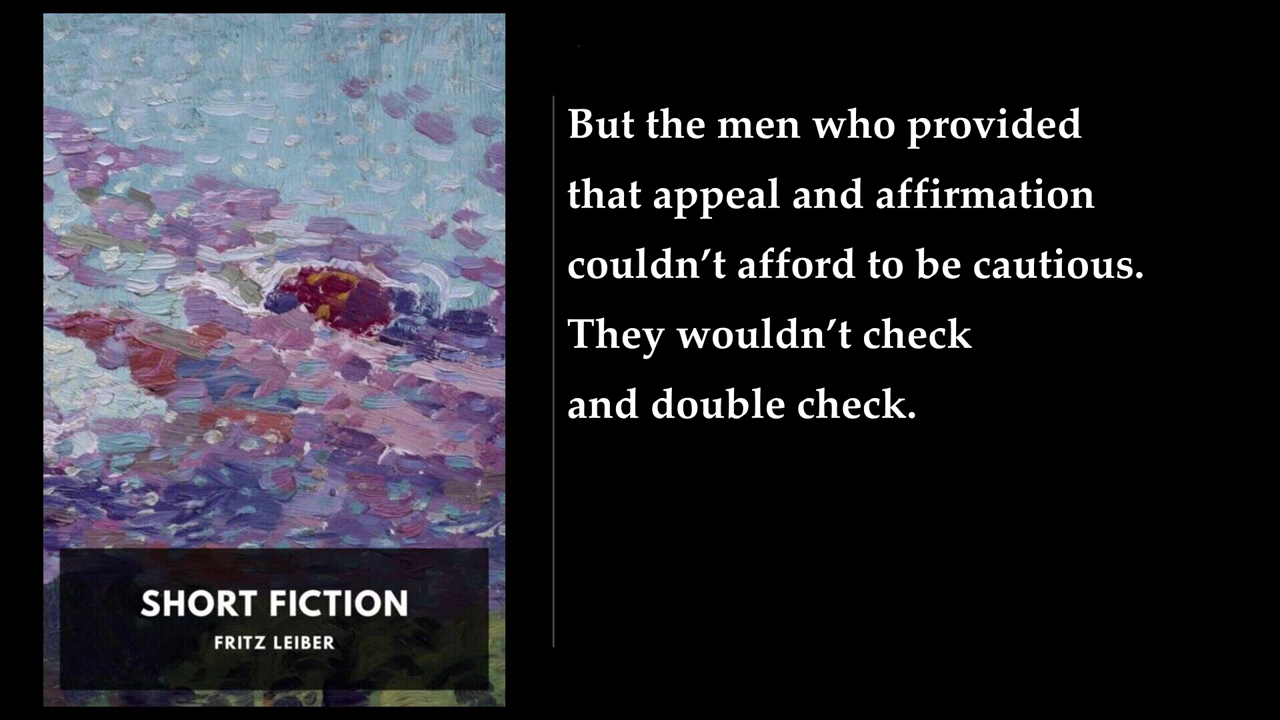 But the men who provided
that appeal and affirmation
couldn’t afford to be cautious.
They wouldn’t check
and double check.
SHORT FICTION
FRITZ LEIBER